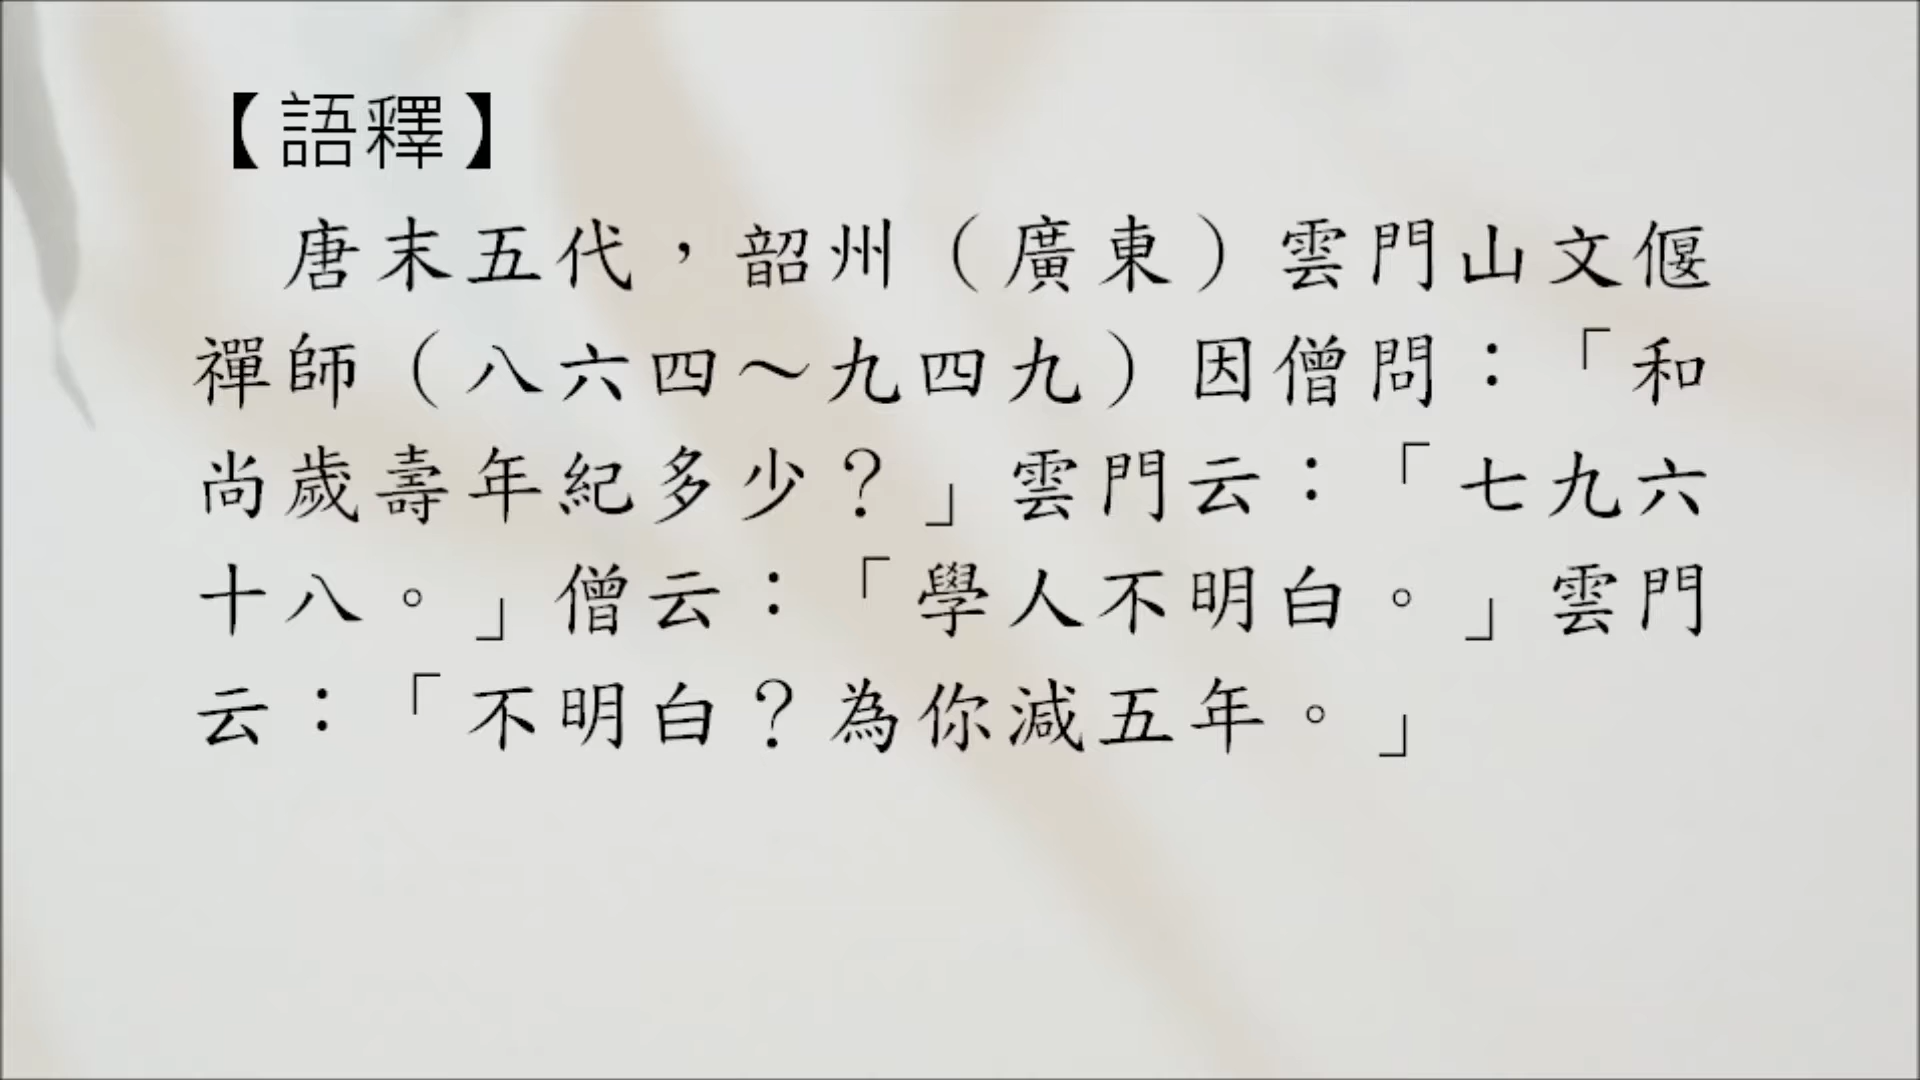 【語釋】
唐末五代，韶州（廣東）雲門山文偃
禪師（八六四～九四九）因僧問：「和
尚歲壽年紀多少？」雲門云：「七九六
十八。」僧云：「學人不明白。」雲門
云：「不明白？為你減五年。」